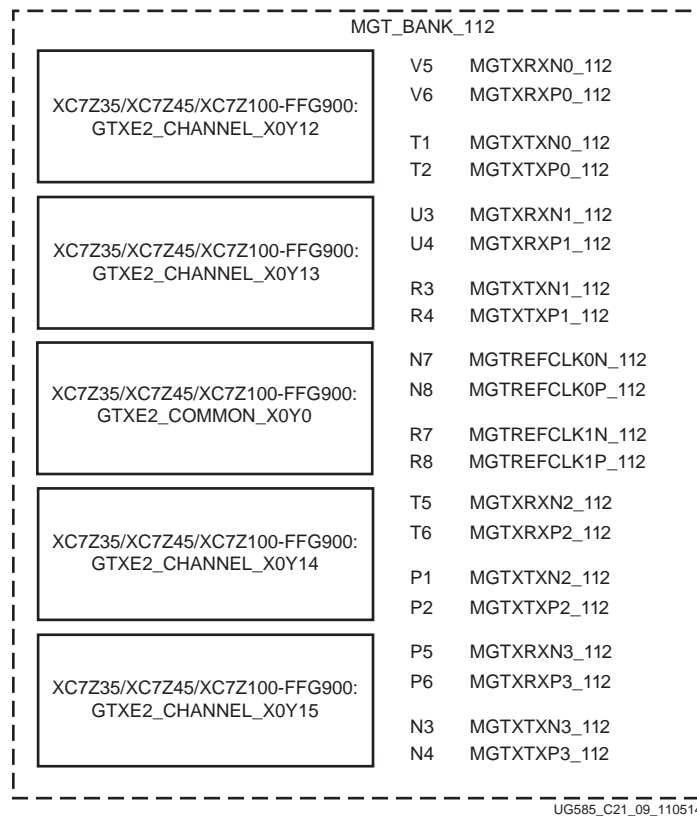 MGT_BANK_112
XC7Z35/XC7Z45/XC7Z100-FFG900:
GTXE2_CHANNEL_X0Y12
V5 MGTXRXN0_112
V6 MGTXRXP0_112
T1 MGTXTXN0_112
T2 MGTXTXP0_112
XC7Z35/XC7Z45/XC7Z100-FFG900:
GTXE2_CHANNEL_X0Y13
U3 MGTXRXN1_112
U4 MGTXRXP1_112
R3 MGTXTXN1_112
R4 MGTXTXP1_112
XC7Z35/XC7Z45/XC7Z100-FFG900:
GTXE2_COMMON_X0Y0
N7 MGTREFCLK0N_112
N8 MGTREFCLK0P_112
R7 MGTREFCLK1N_112
R8 MGTREFCLK1P_112
XC7Z35/XC7Z45/XC7Z100-FFG900:
GTXE2_CHANNEL_X0Y14
T5 MGTXRXN2_112
T6 MGTXRXP2_112
P1 MGTXTXN2_112
P2 MGTXTXP2_112
XC7Z35/XC7Z45/XC7Z100-FFG900:
GTXE2_CHANNEL_X0Y15
P5 MGTXRXN3_112
P6 MGTXRXP3_112
N3 MGTXTXN3_112
N4 MGTXTXP3_112
UG585_C21_09_110514